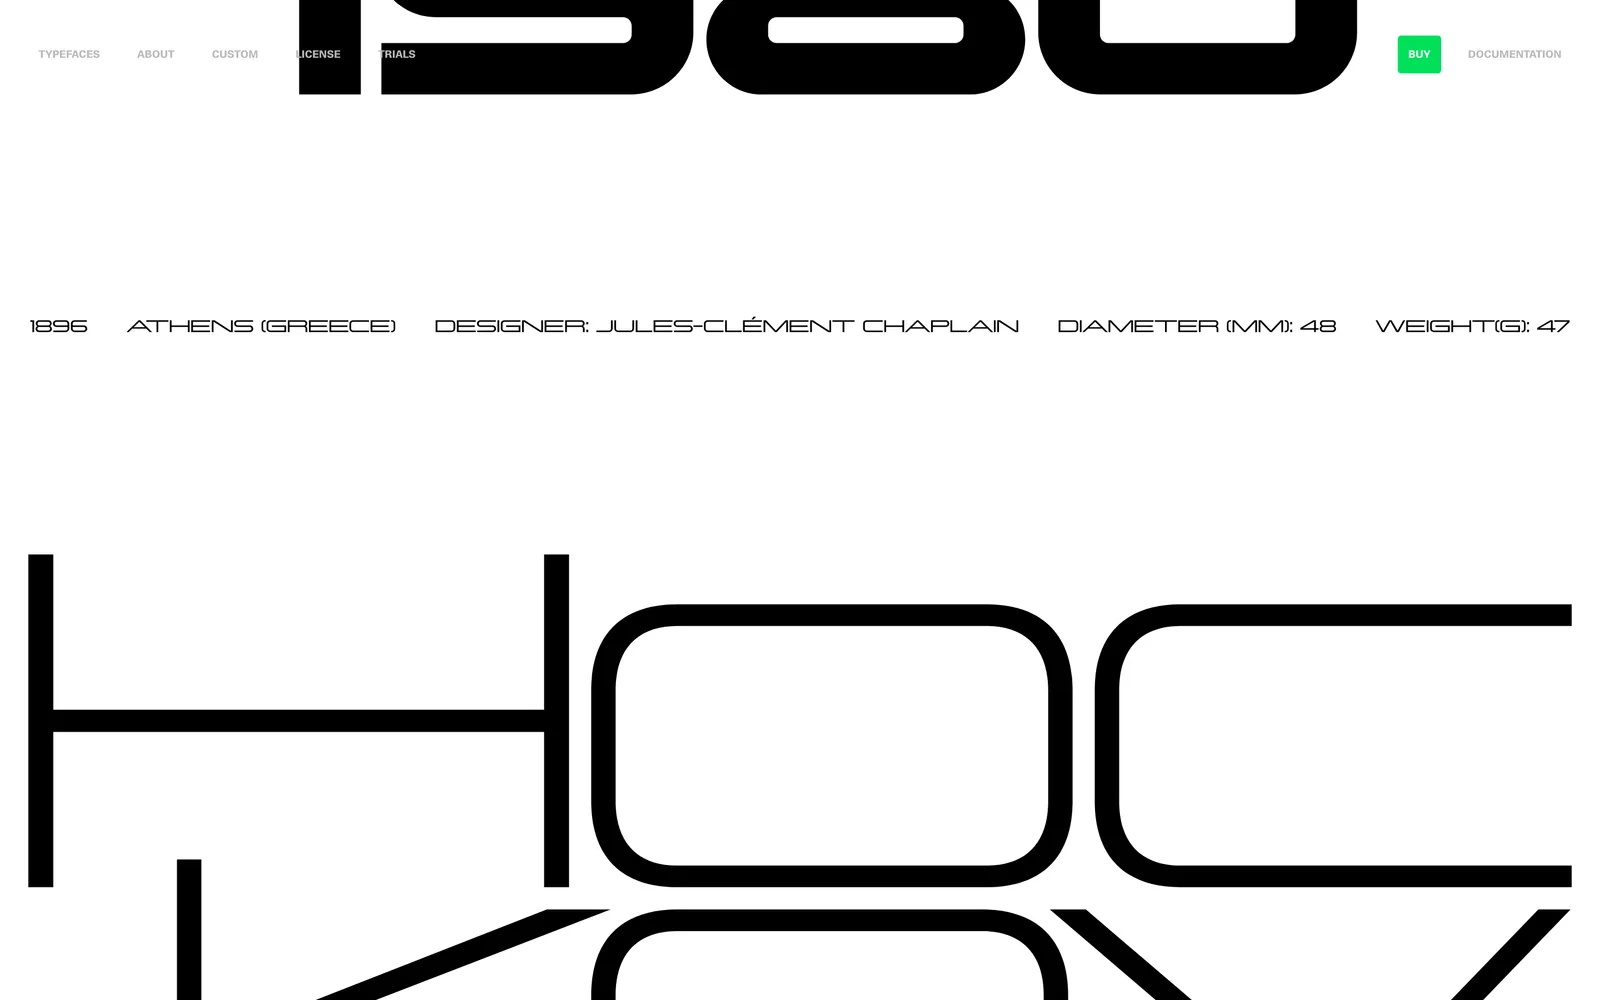 1980
TYPEFACES ABOUT CUSTOM LICENSE TRIALS BUY DOCUMENTATION
1896 ATHENS (GREECE) DESIGNER: JULES-CLÉMENT CHAPLAIN DIAMETER (MM): 48 WEIGHT(G): 47
Hoc